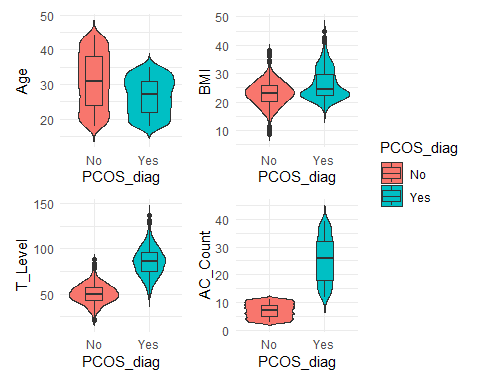 Age
50
40
30
20
No Yes
PCOS_diag
BMI
50
40
30
20
10
No Yes
PCOS_diag
T_Level
150
100
50
No Yes
PCOS_diag
AC_Count
40
30
20
10
0
No Yes
PCOS_diag
PCOS_diag
No
Yes